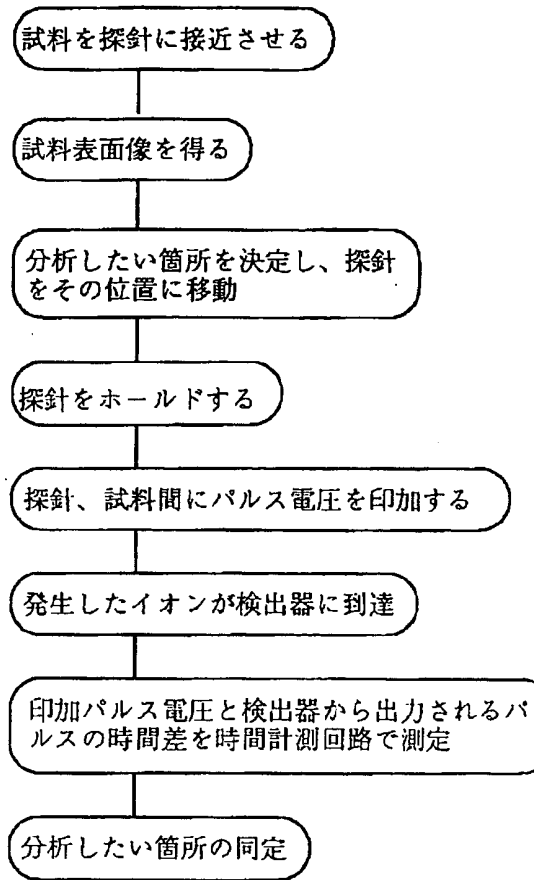 試料を探針に接近させる
試料表面像を得る
分析したい箇所を決定し、探針
をその位置に移動
探針をホールドする
探針、試料間にパルス電圧を印加する
発生したイオンが検出器に到達
印加パルス電圧と検出器から出力されるパ
ルスの時間差を時間計測回路で測定
分析したい箇所の同定